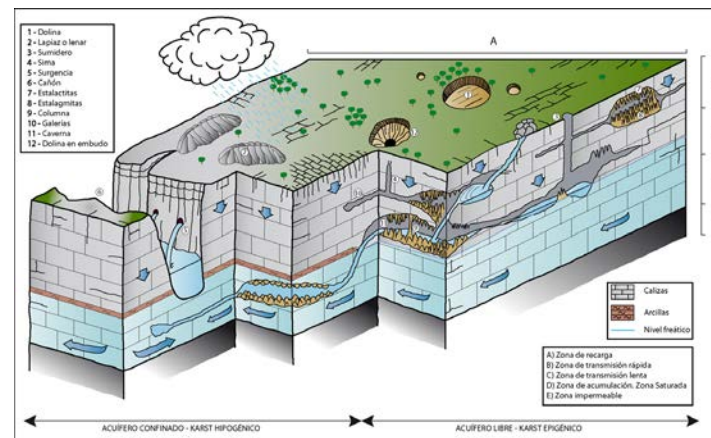 1 - Dolina
2 - Lapiaz o lenar
3 - Sumidero
4 - Sima
5 - Surgencia
6 - Cañón
7 - Estalactitas
8 - Estalagmitas
9 - Columna
10 - Galerías
11 - Caverna
12 - Dolina en embudo
A
Calizas
Arcillas
Nivel freático
A) Zona de recarga
B) Zona de transmisión rápida
C) Zona de transmisión lenta
D) Zona de acumulación. Zona Saturada
E) Zona impermeable
ACUÍFERO CONFINADO - KARST HIPOGÉNICO
ACUÍFERO LIBRE - KARST EPIGÉNICO